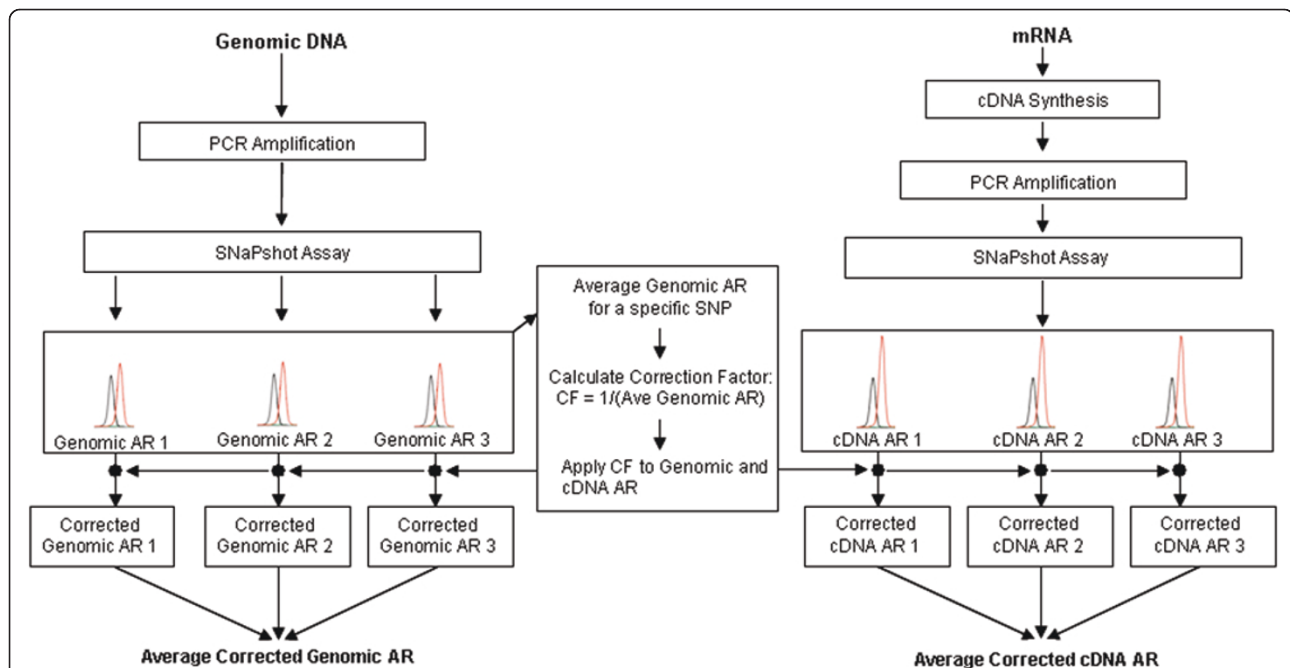 Genomic DNA
PCR Amplification
SNaPshot Assay
Genomic AR 1
Genomic AR 2
Genomic AR 3
Corrected
Genomic AR 1
Corrected
Genomic AR 2
Corrected
Genomic AR 3
Average Corrected Genomic AR
Average Genomic AR
for a specific SNP
Calculate Correction Factor:
CF = 1/(Ave Genomic AR)
Apply CF to Genomic and
cDNA AR
mRNA
cDNA Synthesis
PCR Amplification
SNaPshot Assay
cDNA AR 1
cDNA AR 2
cDNA AR 3
Corrected
cDNA AR 1
Corrected
cDNA AR 2
Corrected
cDNA AR 3
Average Corrected cDNA AR